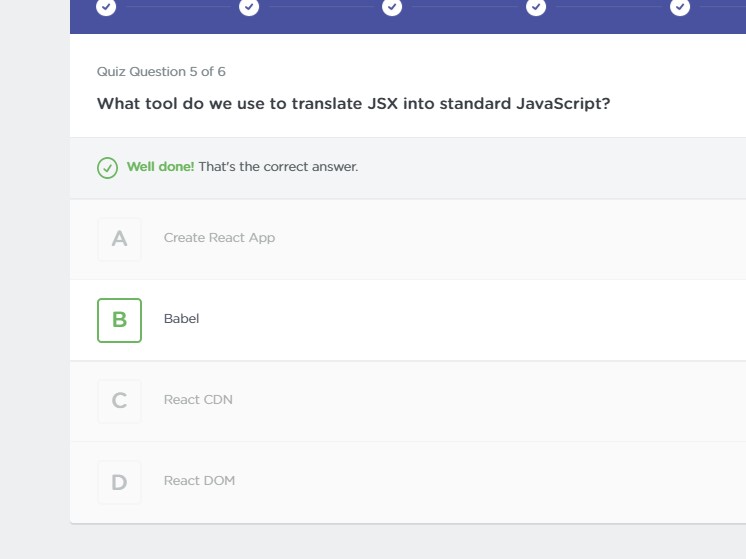 Quiz Question 5 of 6
What tool do we use to translate JSX into standard JavaScript?
Well done! That's the correct answer.
A Create React App
B Babel
C React CDN
D React DOM